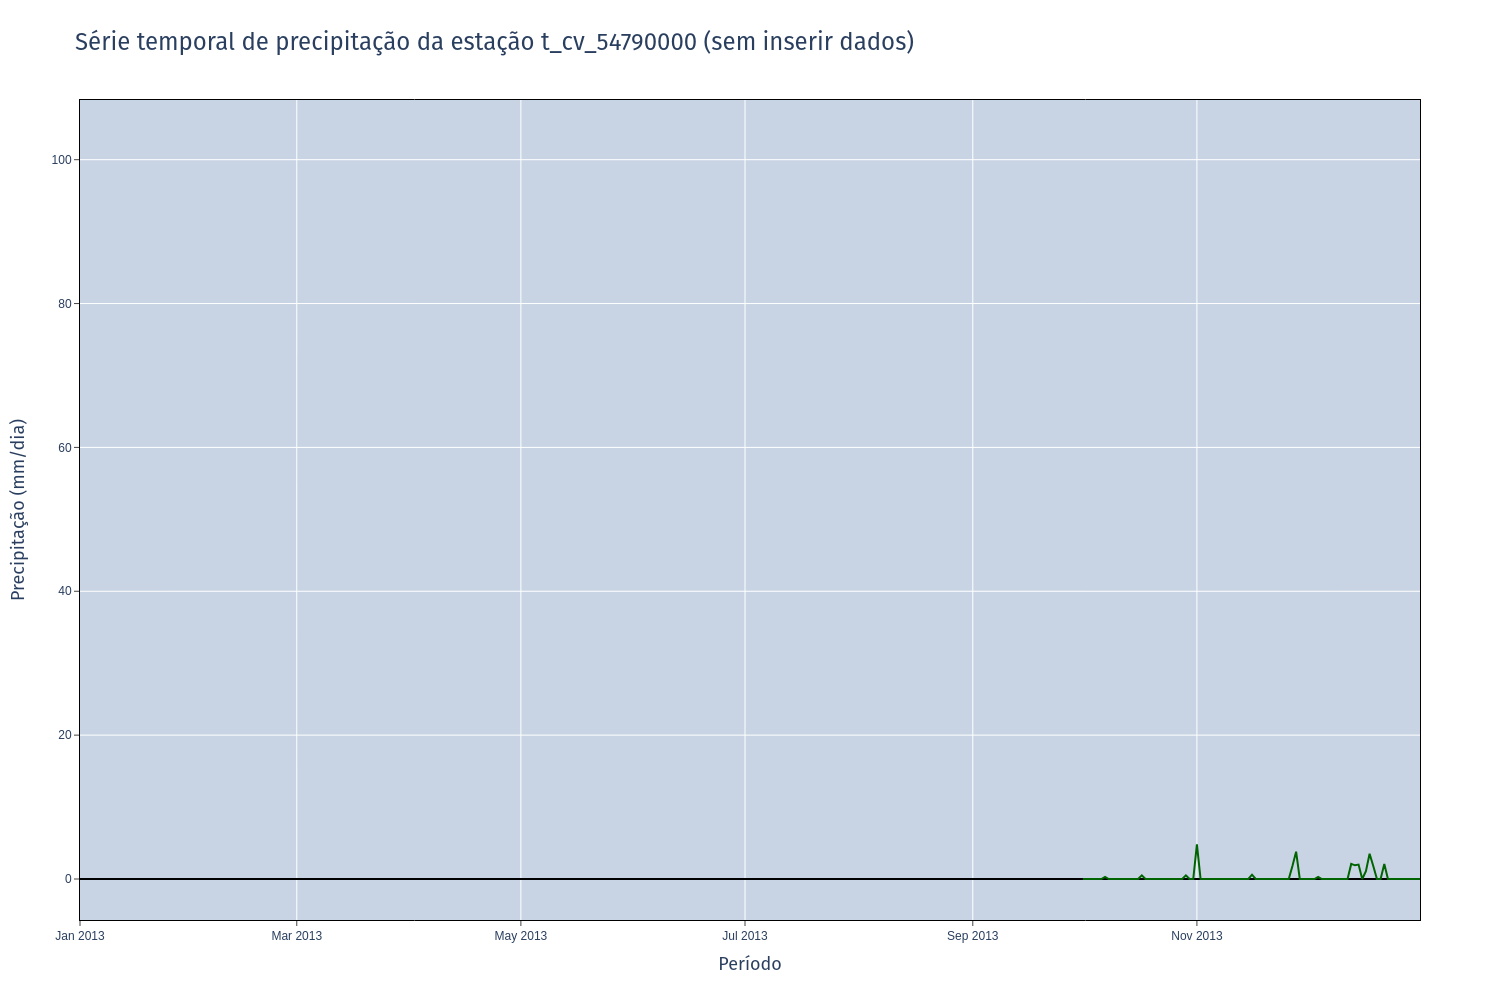 Série temporal de precipitação da estação t_cv_54790000 (sem inserir dados)
Precipitação (mm/dia)
100
80
60
40
20
0
Jan 2013
Mar 2013
May 2013
Jul 2013
Sep 2013
Nov 2013
Período